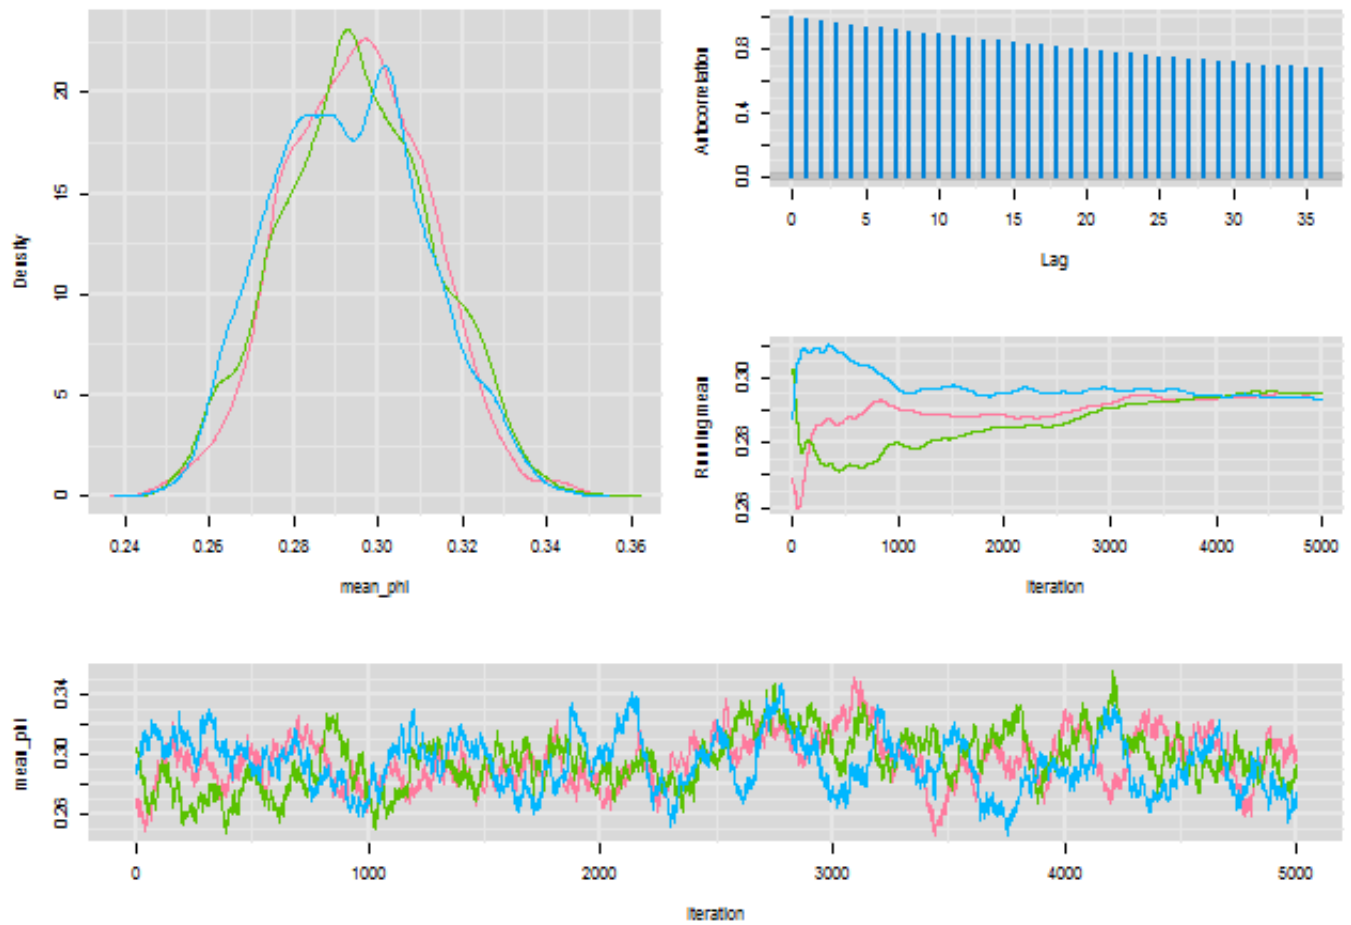 Density
20
15
10
5
0
0.24 0.26 0.28 0.30 0.32 0.34 0.36
mean_phi
Autocorrelation
0.8
0.4
0.0
0 5 10 15 20 25 30 35
Lag
Running mean
0.30
0.28
0.26
0 1000 2000 3000 4000 5000
Iteration
mean_phi
0.34
0.30
0.26
0 1000 2000 3000 4000 5000
Iteration